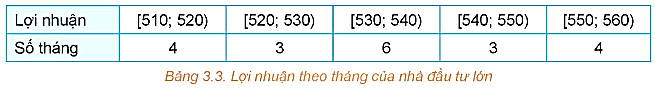 Lợi nhuận [510; 520) [520; 530) [530; 540) [540; 550) [550; 560)
Số tháng 4 3 6 3 4
Bảng 3.3. Lợi nhuận theo tháng của nhà đầu tư lớn